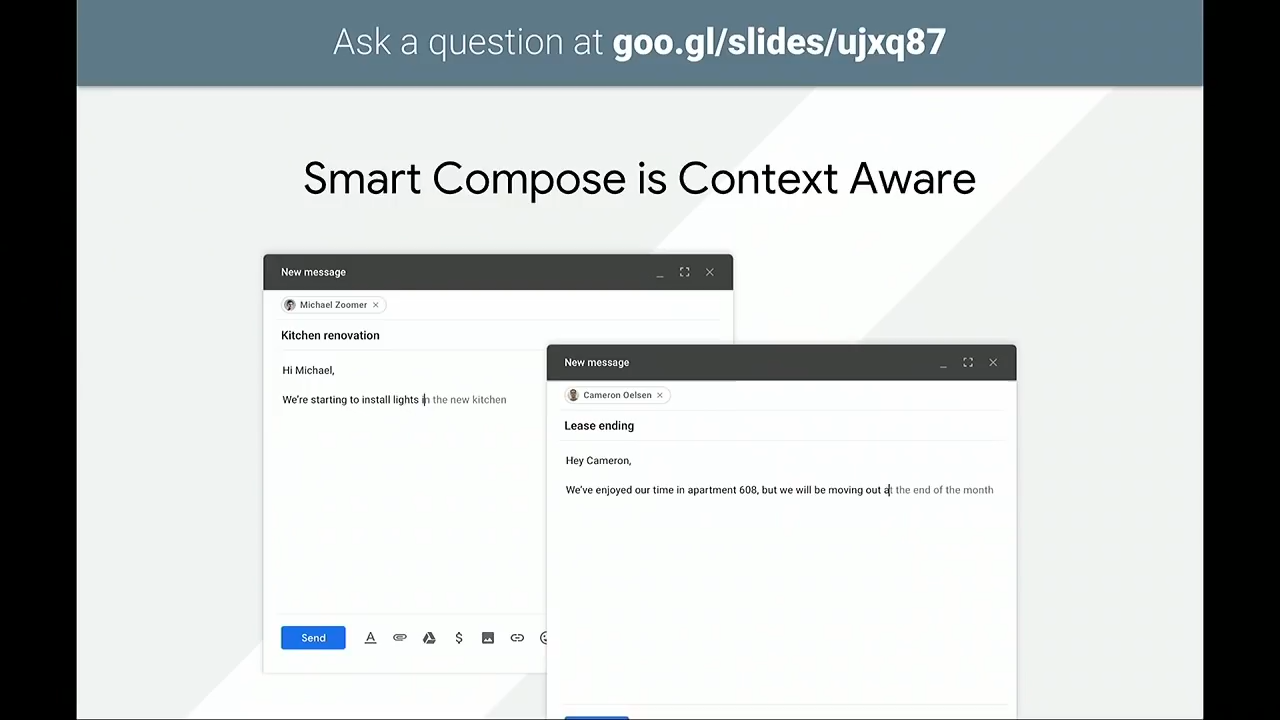 Ask a question at goo.gl/slides/ujxq87
Smart Compose is Context Aware
New message
Michael Zoomer
Kitchen renovation
Hi Michael,
We're starting to install lights in the new kitchen
Send
New message
Cameron Oelsen
Lease ending
Hey Cameron,
We've enjoyed our time in apartment 608, but we will be moving out at the end of the month